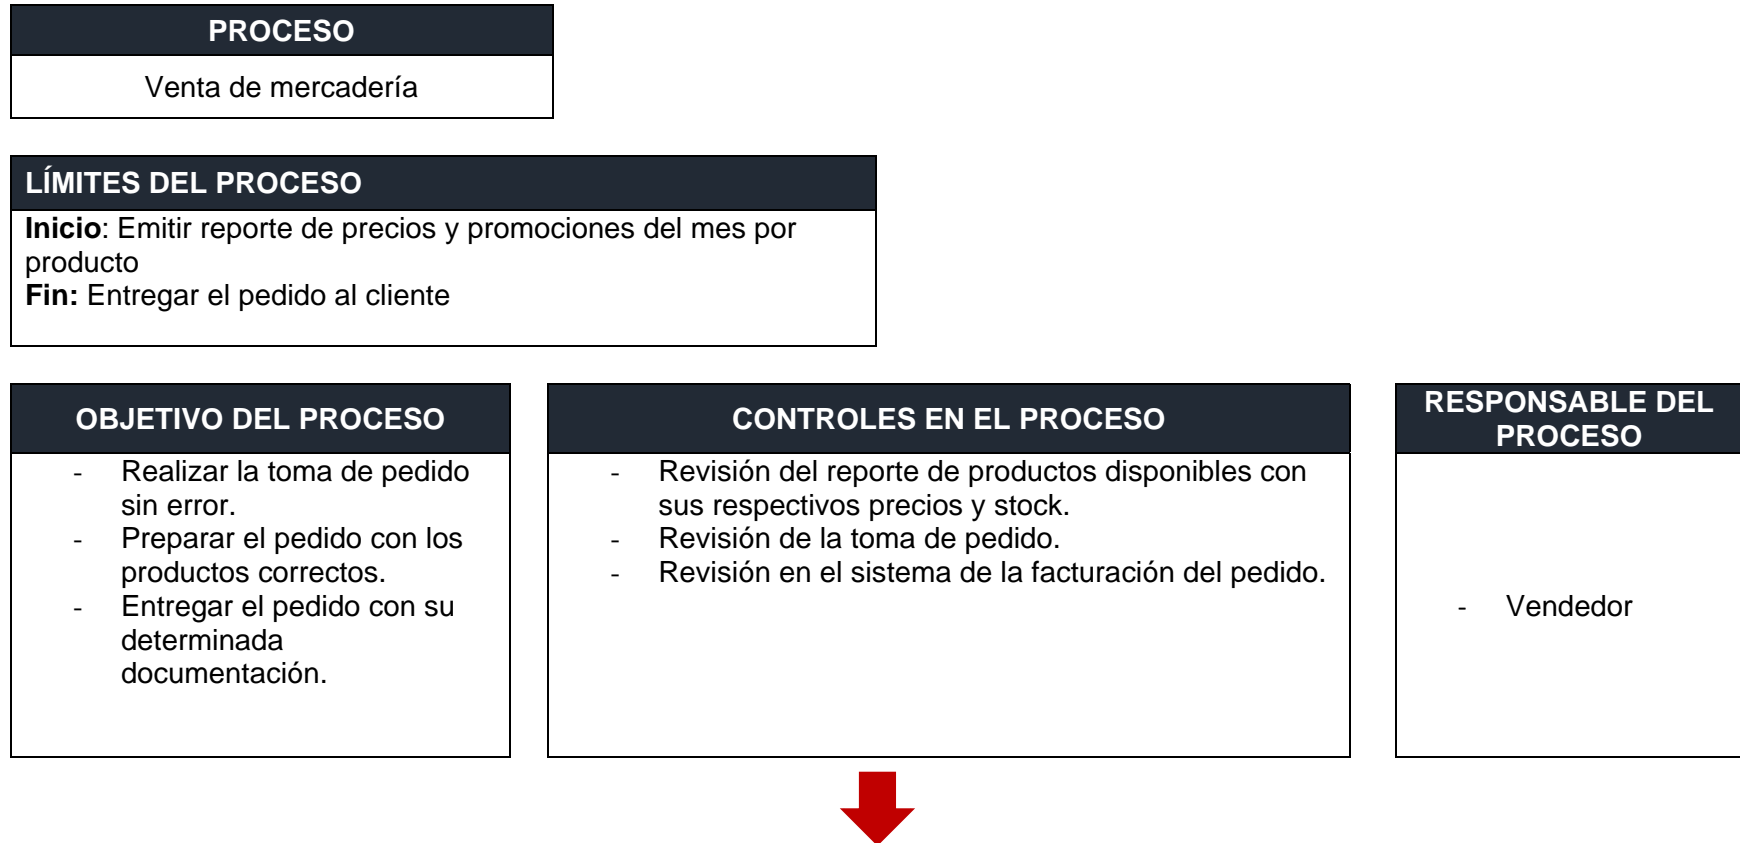 PROCESO
Venta de mercadería
LÍMITES DEL PROCESO
Inicio: Emitir reporte de precios y promociones del mes por
producto
Fin: Entregar el pedido al cliente
OBJETIVO DEL PROCESO
- Realizar la toma de pedido
sin error.
- Preparar el pedido con los
productos correctos.
- Entregar el pedido con su
determinada
documentación.
CONTROLES EN EL PROCESO
- Revisión del reporte de productos disponibles con
sus respectivos precios y stock.
- Revisión de la toma de pedido.
- Revisión en el sistema de la facturación del pedido.
RESPONSABLE DEL
PROCESO
- Vendedor